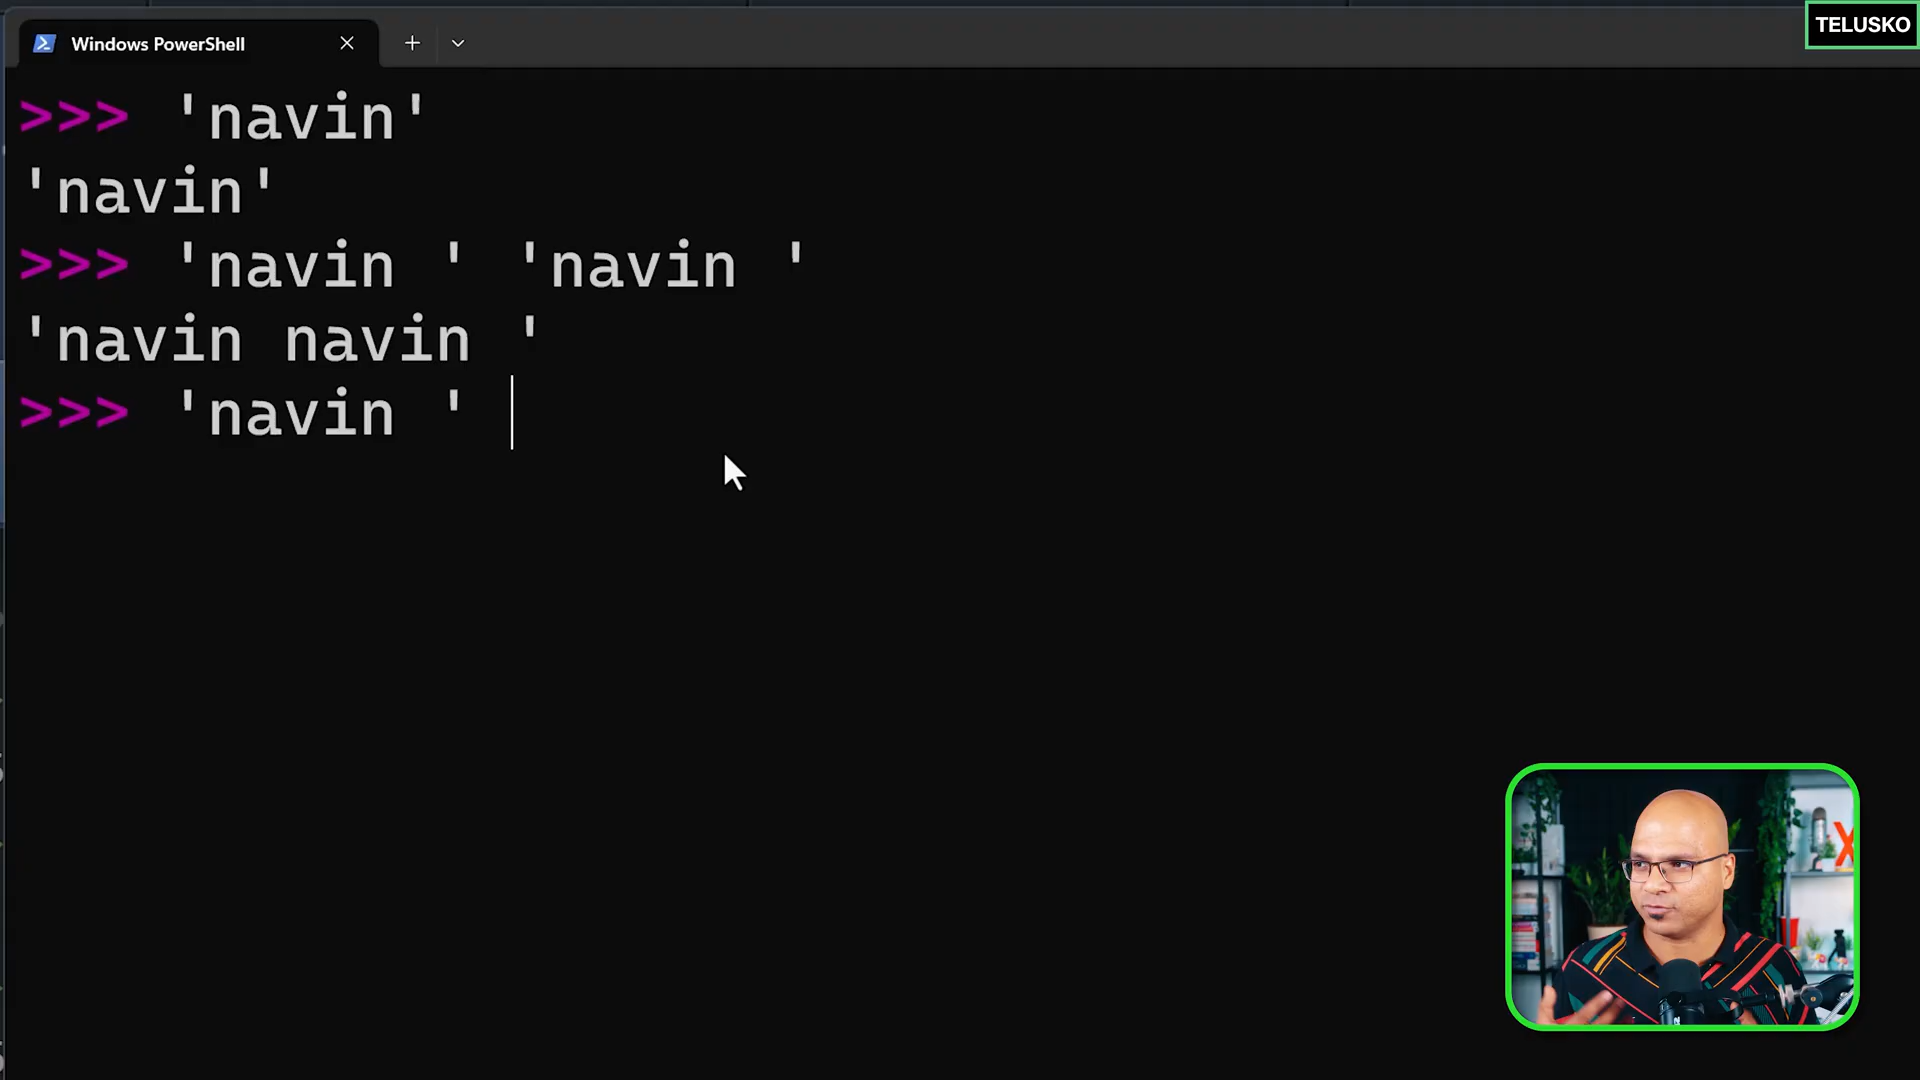 Windows PowerShell
TELUSKO
>>> 'navin'
'navin'
>>> 'navin ' 'navin '
'navin navin '
>>> 'navin '